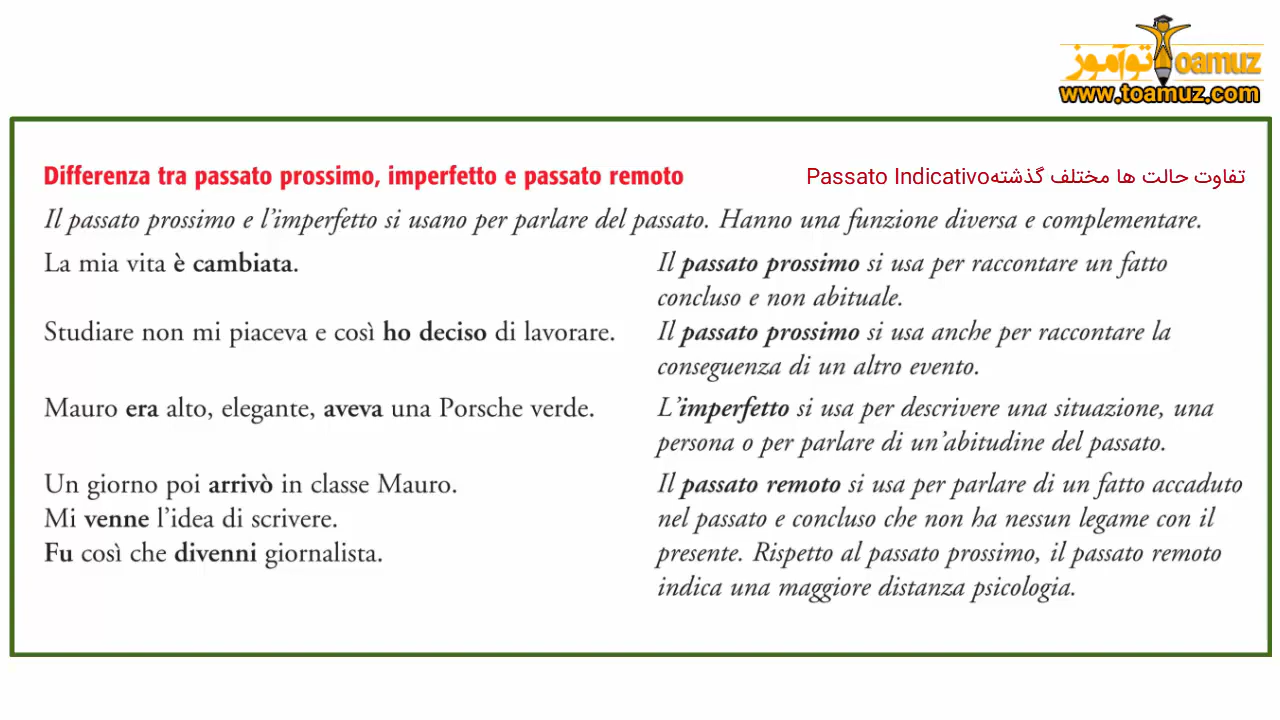 توآموز Toamuz
www.toamuz.com
Differenza tra passato prossimo, imperfetto e passato remoto
تفاوت حالت ها مختلف گذشتهPassato Indicativo
Il passato prossimo e l’imperfetto si usano per parlare del passato. Hanno una funzione diversa e complementare.
La mia vita è cambiata.
Il passato prossimo si usa per raccontare un fatto
concluso e non abituale.
Studiare non mi piaceva e così ho deciso di lavorare.
Il passato prossimo si usa anche per raccontare la
conseguenza di un altro evento.
Mauro era alto, elegante, aveva una Porsche verde.
L’imperfetto si usa per descrivere una situazione, una
persona o per parlare di un’abitudine del passato.
Un giorno poi arrivò in classe Mauro.
Mi venne l’idea di scrivere.
Fu così che divenni giornalista.
Il passato remoto si usa per parlare di un fatto accaduto
nel passato e concluso che non ha nessun legame con il
presente. Rispetto al passato prossimo, il passato remoto
indica una maggiore distanza psicologia.